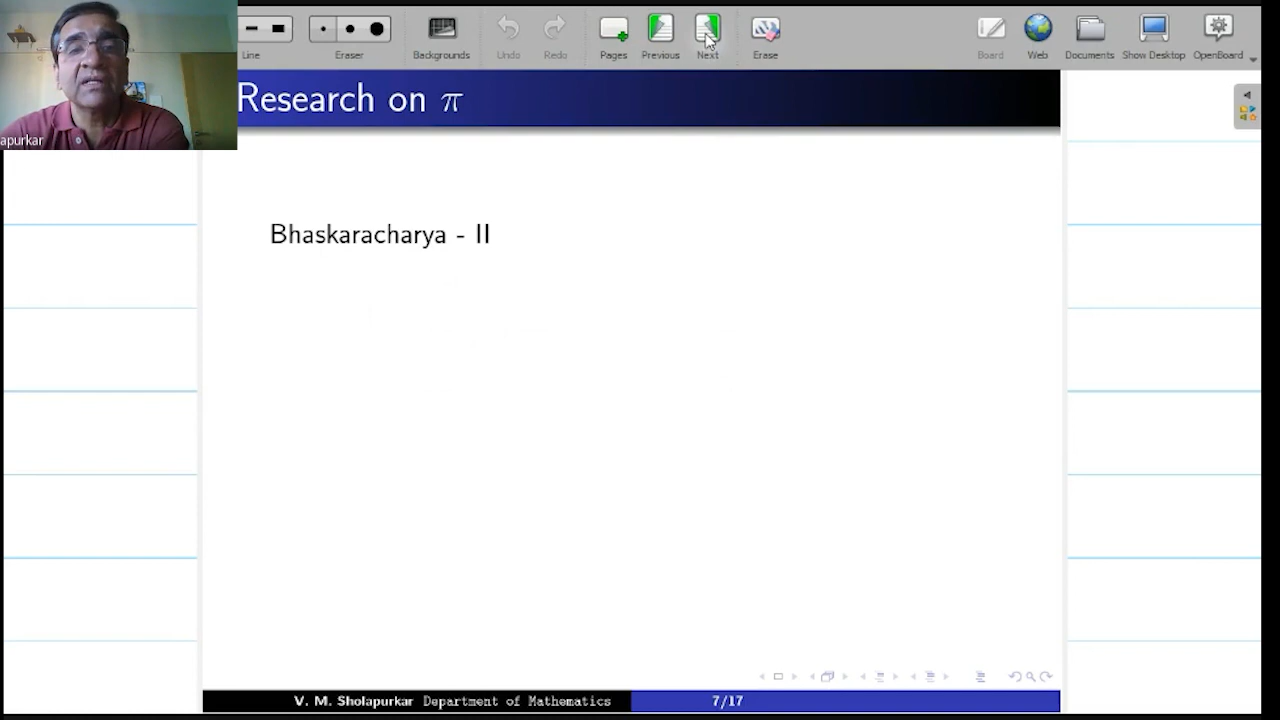 Line
Eraser
Backgrounds
Undo
Redo
Pages
Previous
Next
Erase
Board
Web
Documents
Show Desktop
OpenBoard
apurkar
Research on π
Bhaskaracharya - II
V. M. Sholapurkar Department of Mathematics
7/17